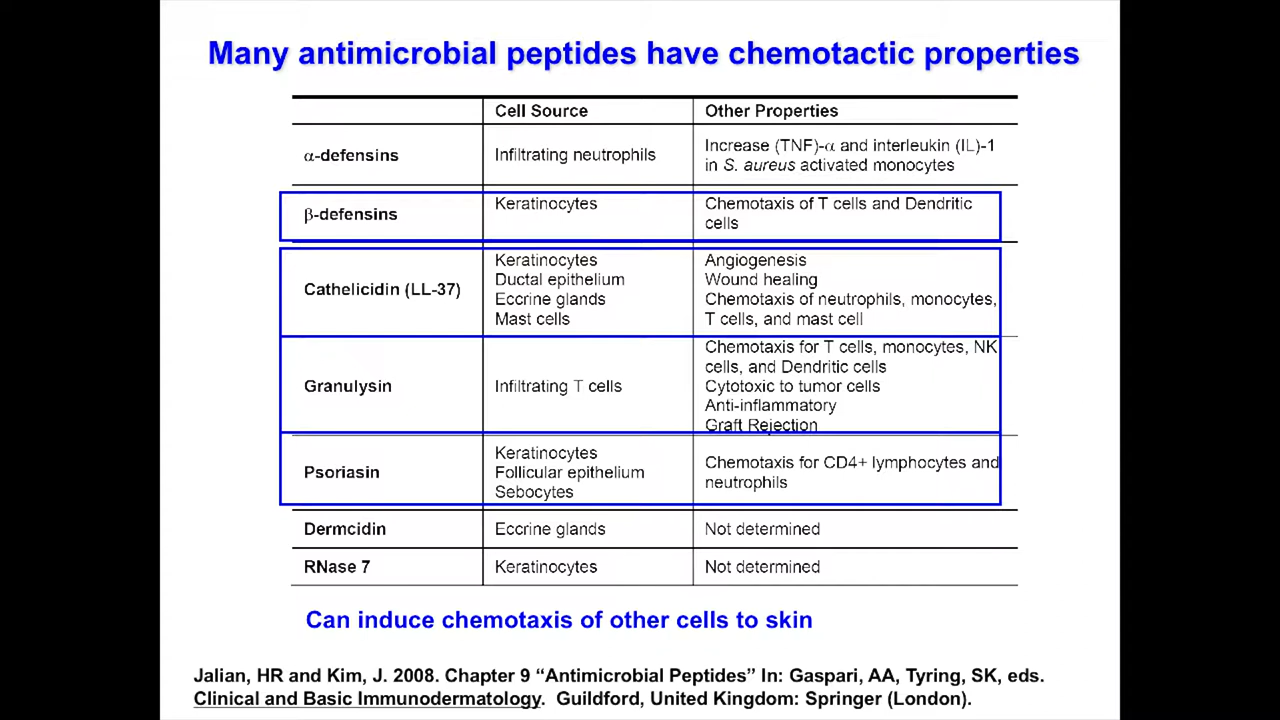 Many antimicrobial peptides have chemotactic properties
Cell Source
Other Properties
α-defensins
Infiltrating neutrophils
Increase (TNF)-α and interleukin (IL)-1
in S. aureus activated monocytes
β-defensins
Keratinocytes
Chemotaxis of T cells and Dendritic
cells
Cathelicidin (LL-37)
Keratinocytes
Ductal epithelium
Eccrine glands
Mast cells
Angiogenesis
Wound healing
Chemotaxis of neutrophils, monocytes,
T cells, and mast cell
Granulysin
Infiltrating T cells
Chemotaxis for T cells, monocytes, NK
cells, and Dendritic cells
Cytotoxic to tumor cells
Anti-inflammatory
Graft Rejection
Psoriasin
Keratinocytes
Follicular epithelium
Sebocytes
Chemotaxis for CD4+ lymphocytes and
neutrophils
Dermcidin
Eccrine glands
Not determined
RNase 7
Keratinocytes
Not determined
Can induce chemotaxis of other cells to skin
Jalian, HR and Kim, J. 2008. Chapter 9 “Antimicrobial Peptides” In: Gaspari, AA, Tyring, SK, eds.
Clinical and Basic Immunodermatology. Guildford, United Kingdom: Springer (London).